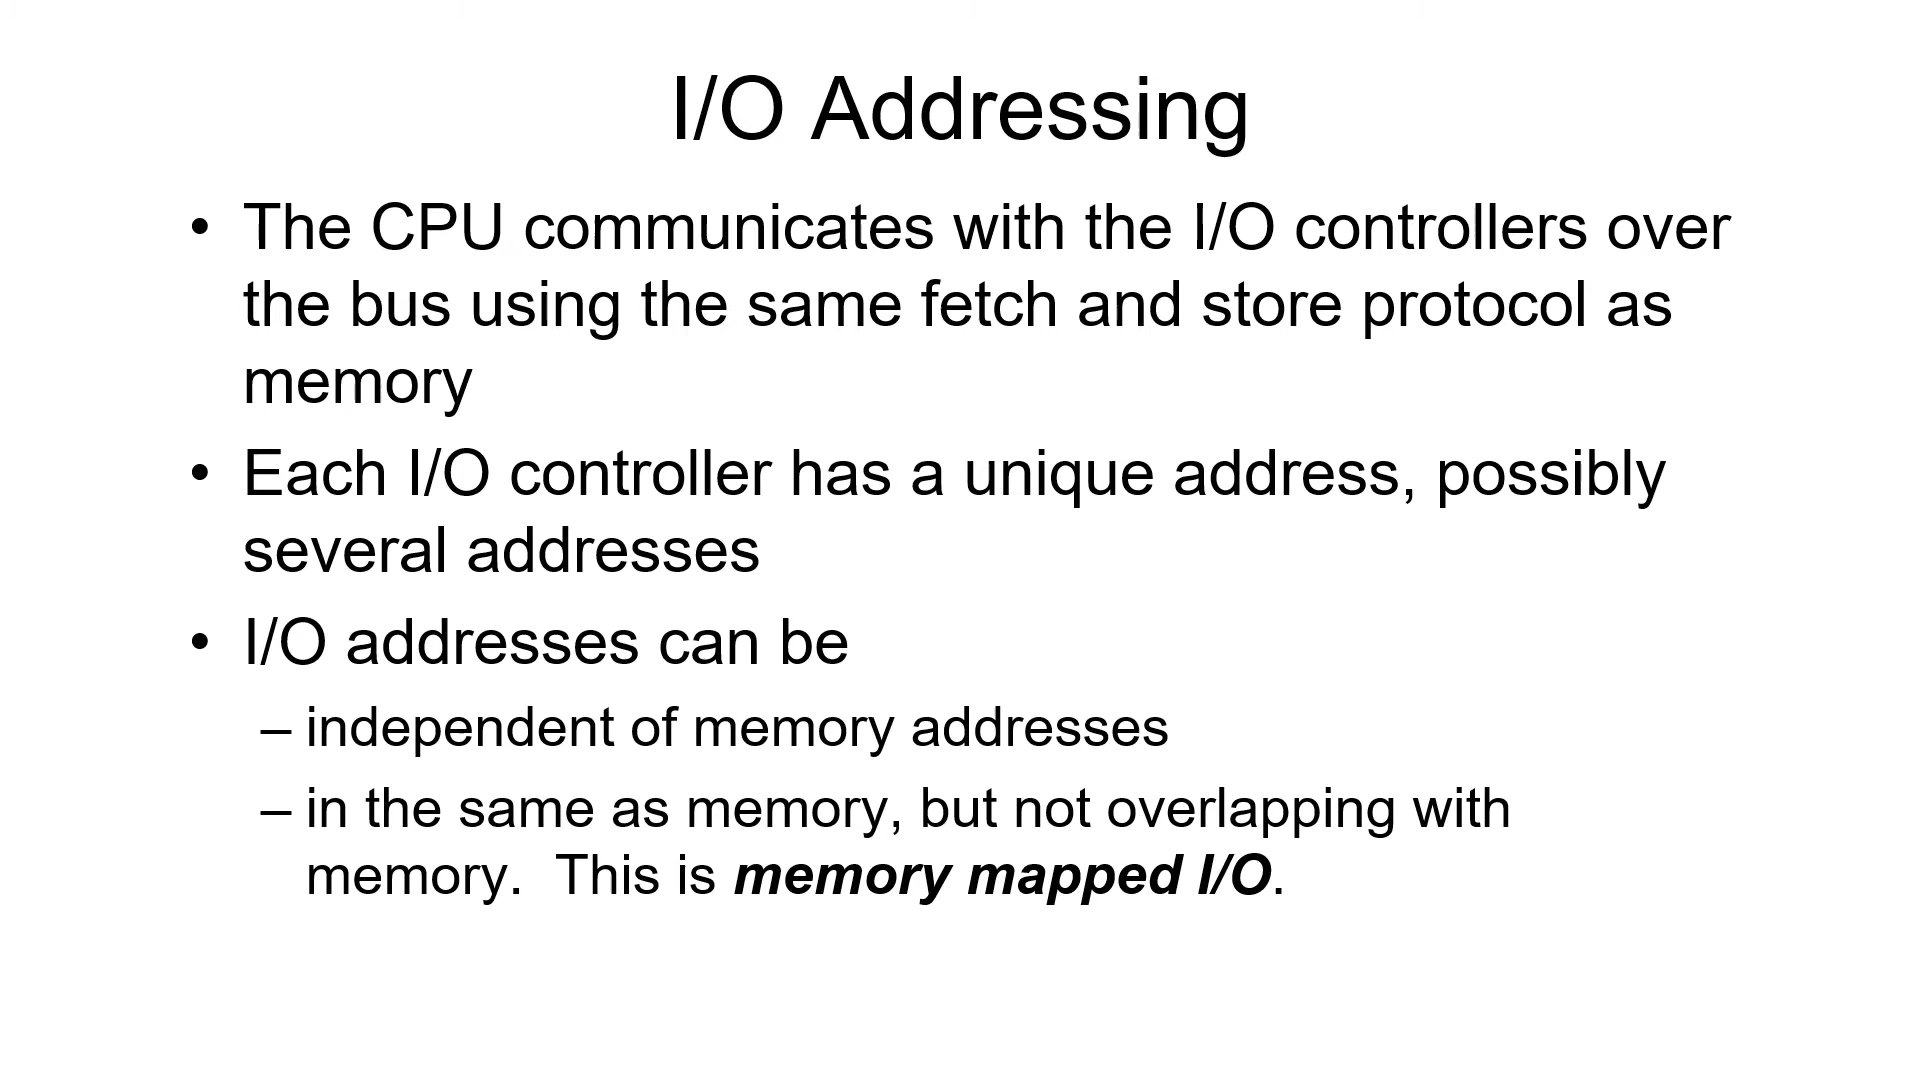 I/O Addressing
• The CPU communicates with the I/O controllers over
the bus using the same fetch and store protocol as
memory
• Each I/O controller has a unique address, possibly
several addresses
• I/O addresses can be
– independent of memory addresses
– in the same as memory, but not overlapping with
memory.  This is memory mapped I/O.